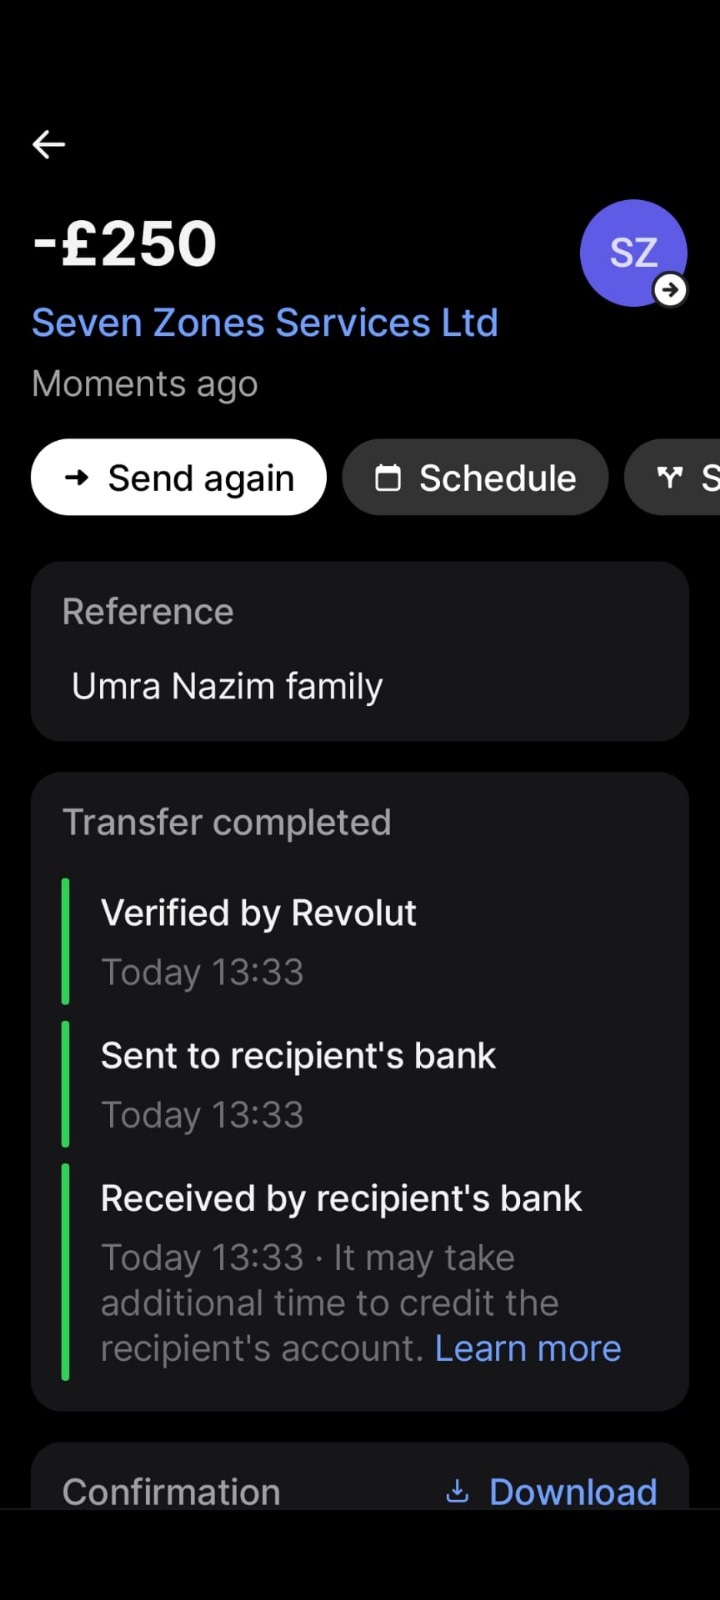 -£250
SZ
Seven Zones Services Ltd
Moments ago
Send again
Schedule
S
Reference
Umra Nazim family
Transfer completed
Verified by Revolut
Today 13:33
Sent to recipient's bank
Today 13:33
Received by recipient's bank
Today 13:33 · It may take
additional time to credit the
recipient's account. Learn more
Confirmation
Download